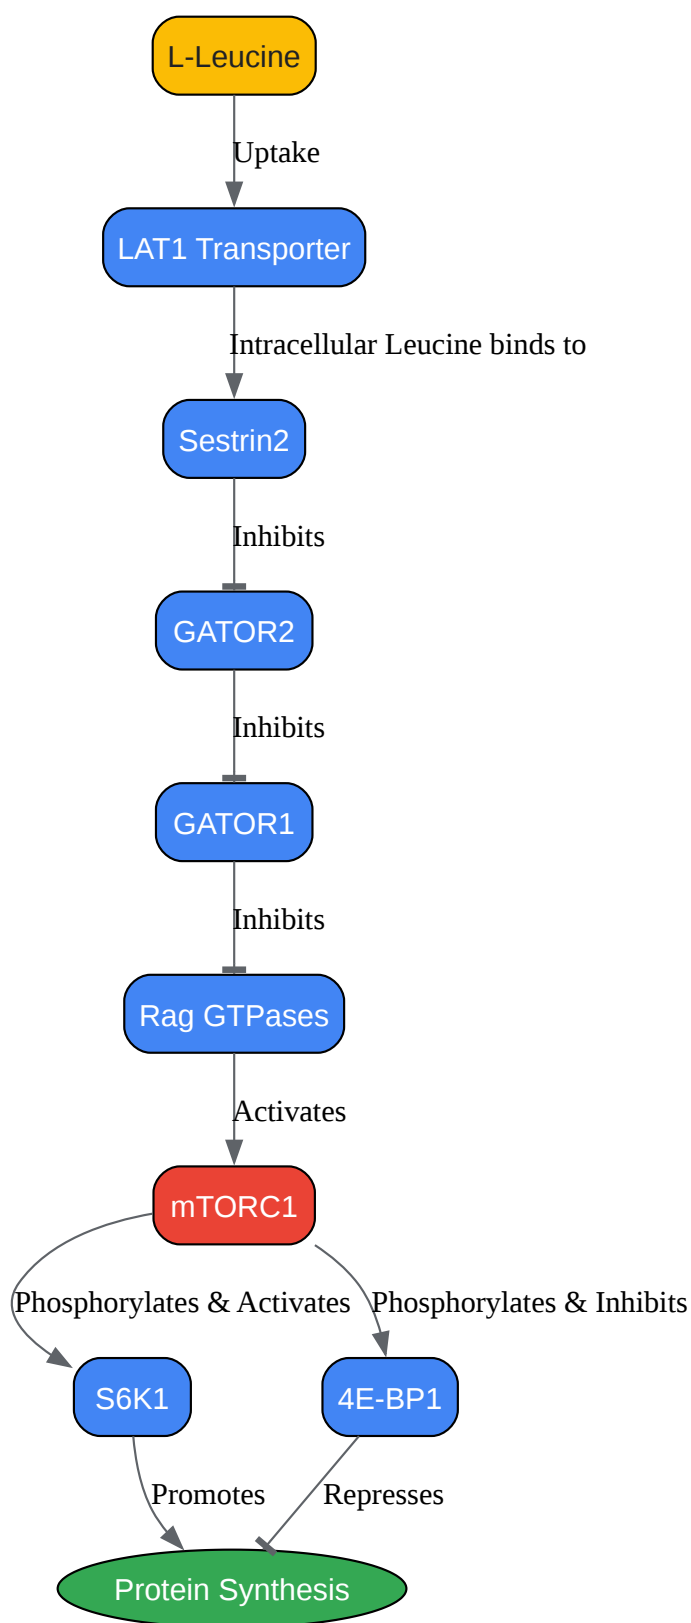 L-Leucine
Uptake
LAT1 Transporter
Intracellular Leucine binds to
Sestrin2
Inhibits
GATOR2
Inhibits
GATOR1
Inhibits
Rag GTPases
Activates
mTORC1
Phosphorylates & Activates
Phosphorylates & Inhibits
S6K1
4E-BP1
Promotes
Represses
Protein Synthesis